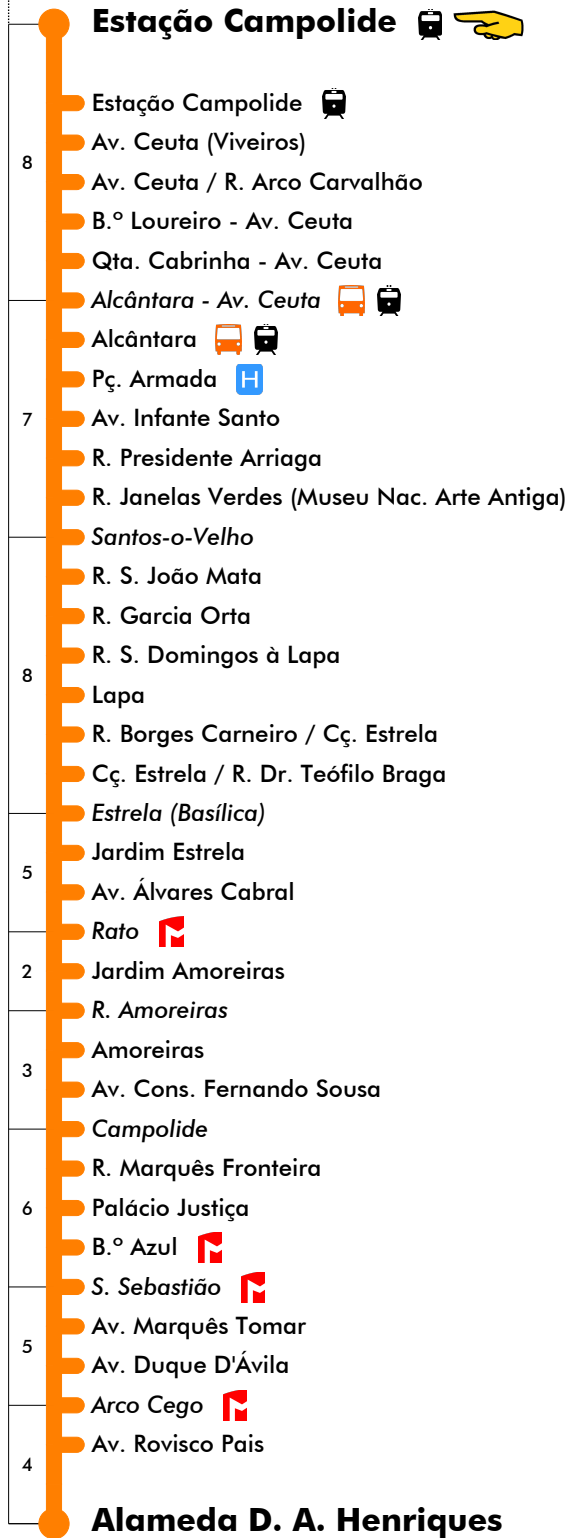 Estação Campolide
Estação Campolide
Av. Ceuta (Viveiros)
8
Av. Ceuta / R. Arco Carvalhão
B.º Loureiro - Av. Ceuta
Qta. Cabrinha - Av. Ceuta
Alcântara - Av. Ceuta
Alcântara
Pç. Armada H
7 Av. Infante Santo
R. Presidente Arriaga
R. Janelas Verdes (Museu Nac. Arte Antiga)
Santos-o-Velho
R. S. João Mata
R. Garcia Orta
R. S. Domingos à Lapa
8
Lapa
R. Borges Carneiro / Cç. Estrela
Cç. Estrela / R. Dr. Teófilo Braga
Estrela (Basílica)
Jardim Estrela
5
Av. Álvares Cabral
Rato
2 Jardim Amoreiras
R. Amoreiras
Amoreiras
3
Av. Cons. Fernando Sousa
Campolide
R. Marquês Fronteira
6 Palácio Justiça
B.º Azul
S. Sebastião
Av. Marquês Tomar
5
Av. Duque D'Ávila
Arco Cego
Av. Rovisco Pais
4
Alameda D. A. Henriques